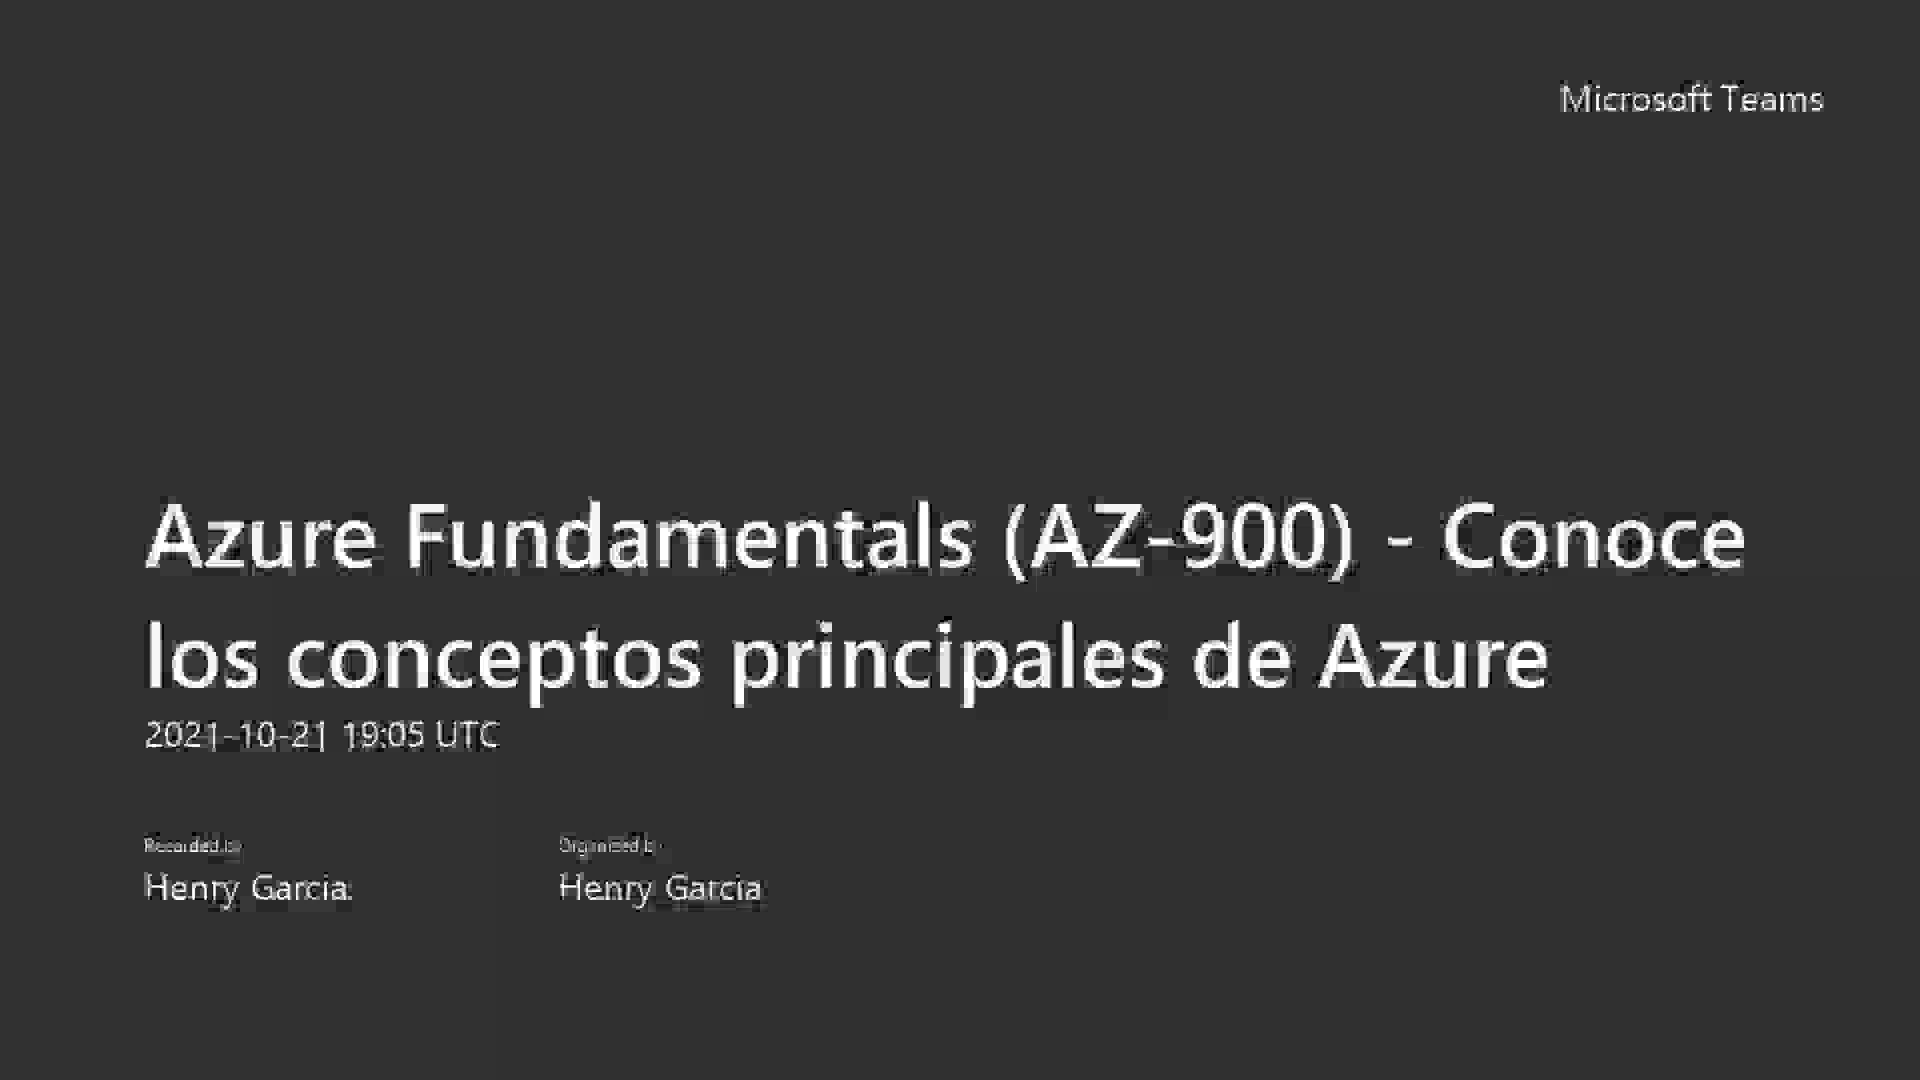 Microsoft Teams
Azure Fundamentals (AZ-900) - Conoce
los conceptos principales de Azure
2021-10-21 19:05 UTC
Recorded by
Organized by
Henry Garcia
Henry Garcia